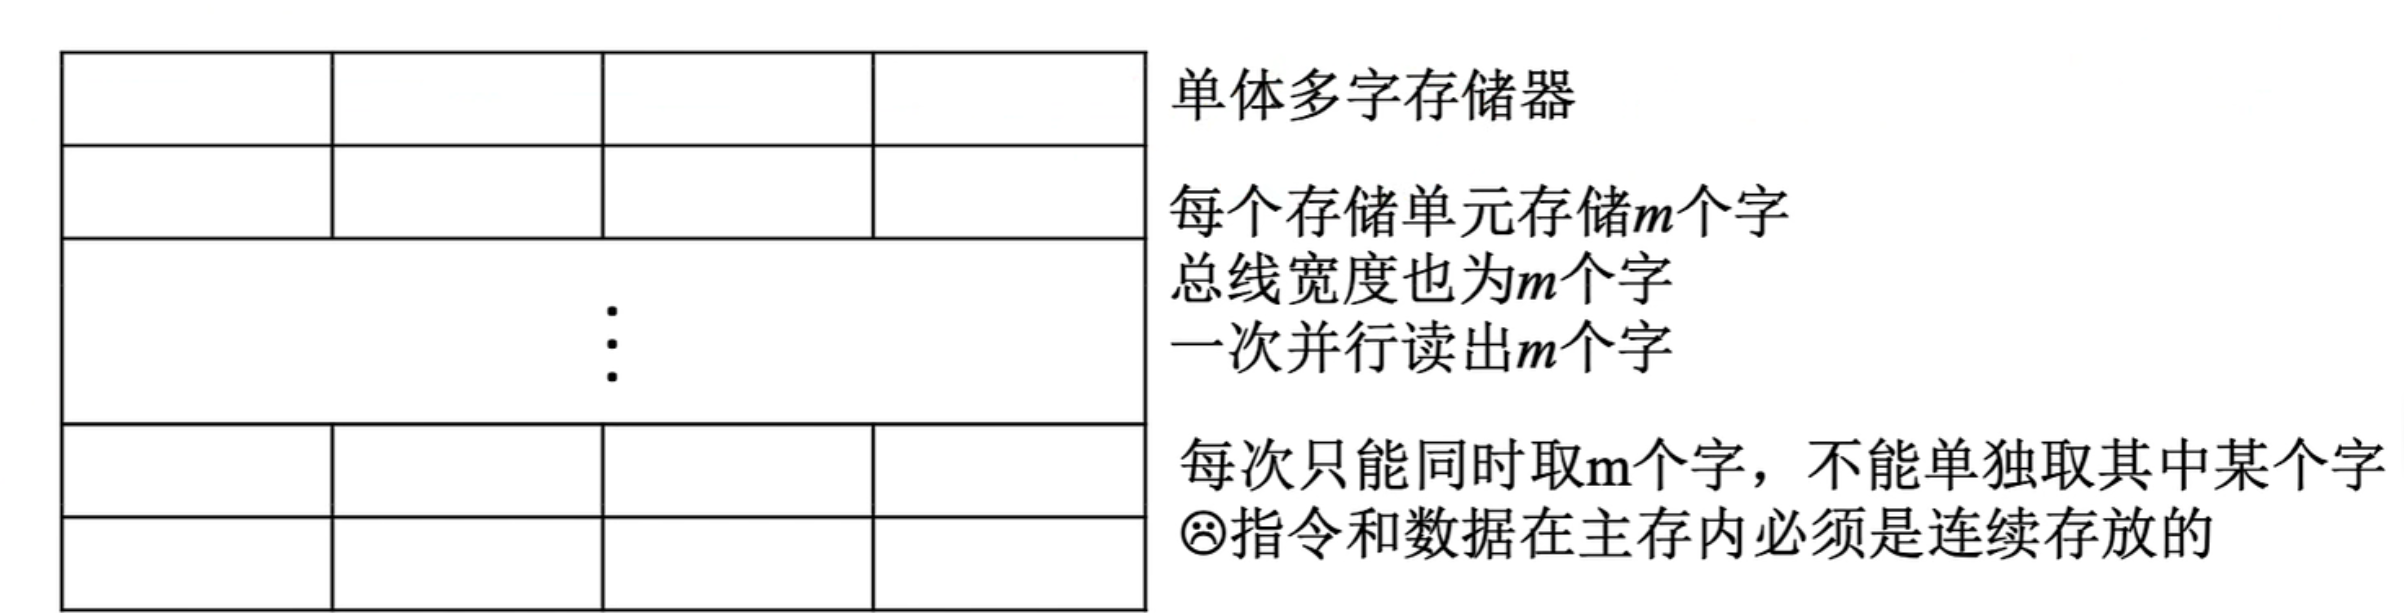 单体多字存储器
每个存储单元存储m个字
总线宽度也为m个字
一次并行读出m个字
每次只能同时取m个字，不能单独取其中某个字
☹指令和数据在主存内必须是连续存放的